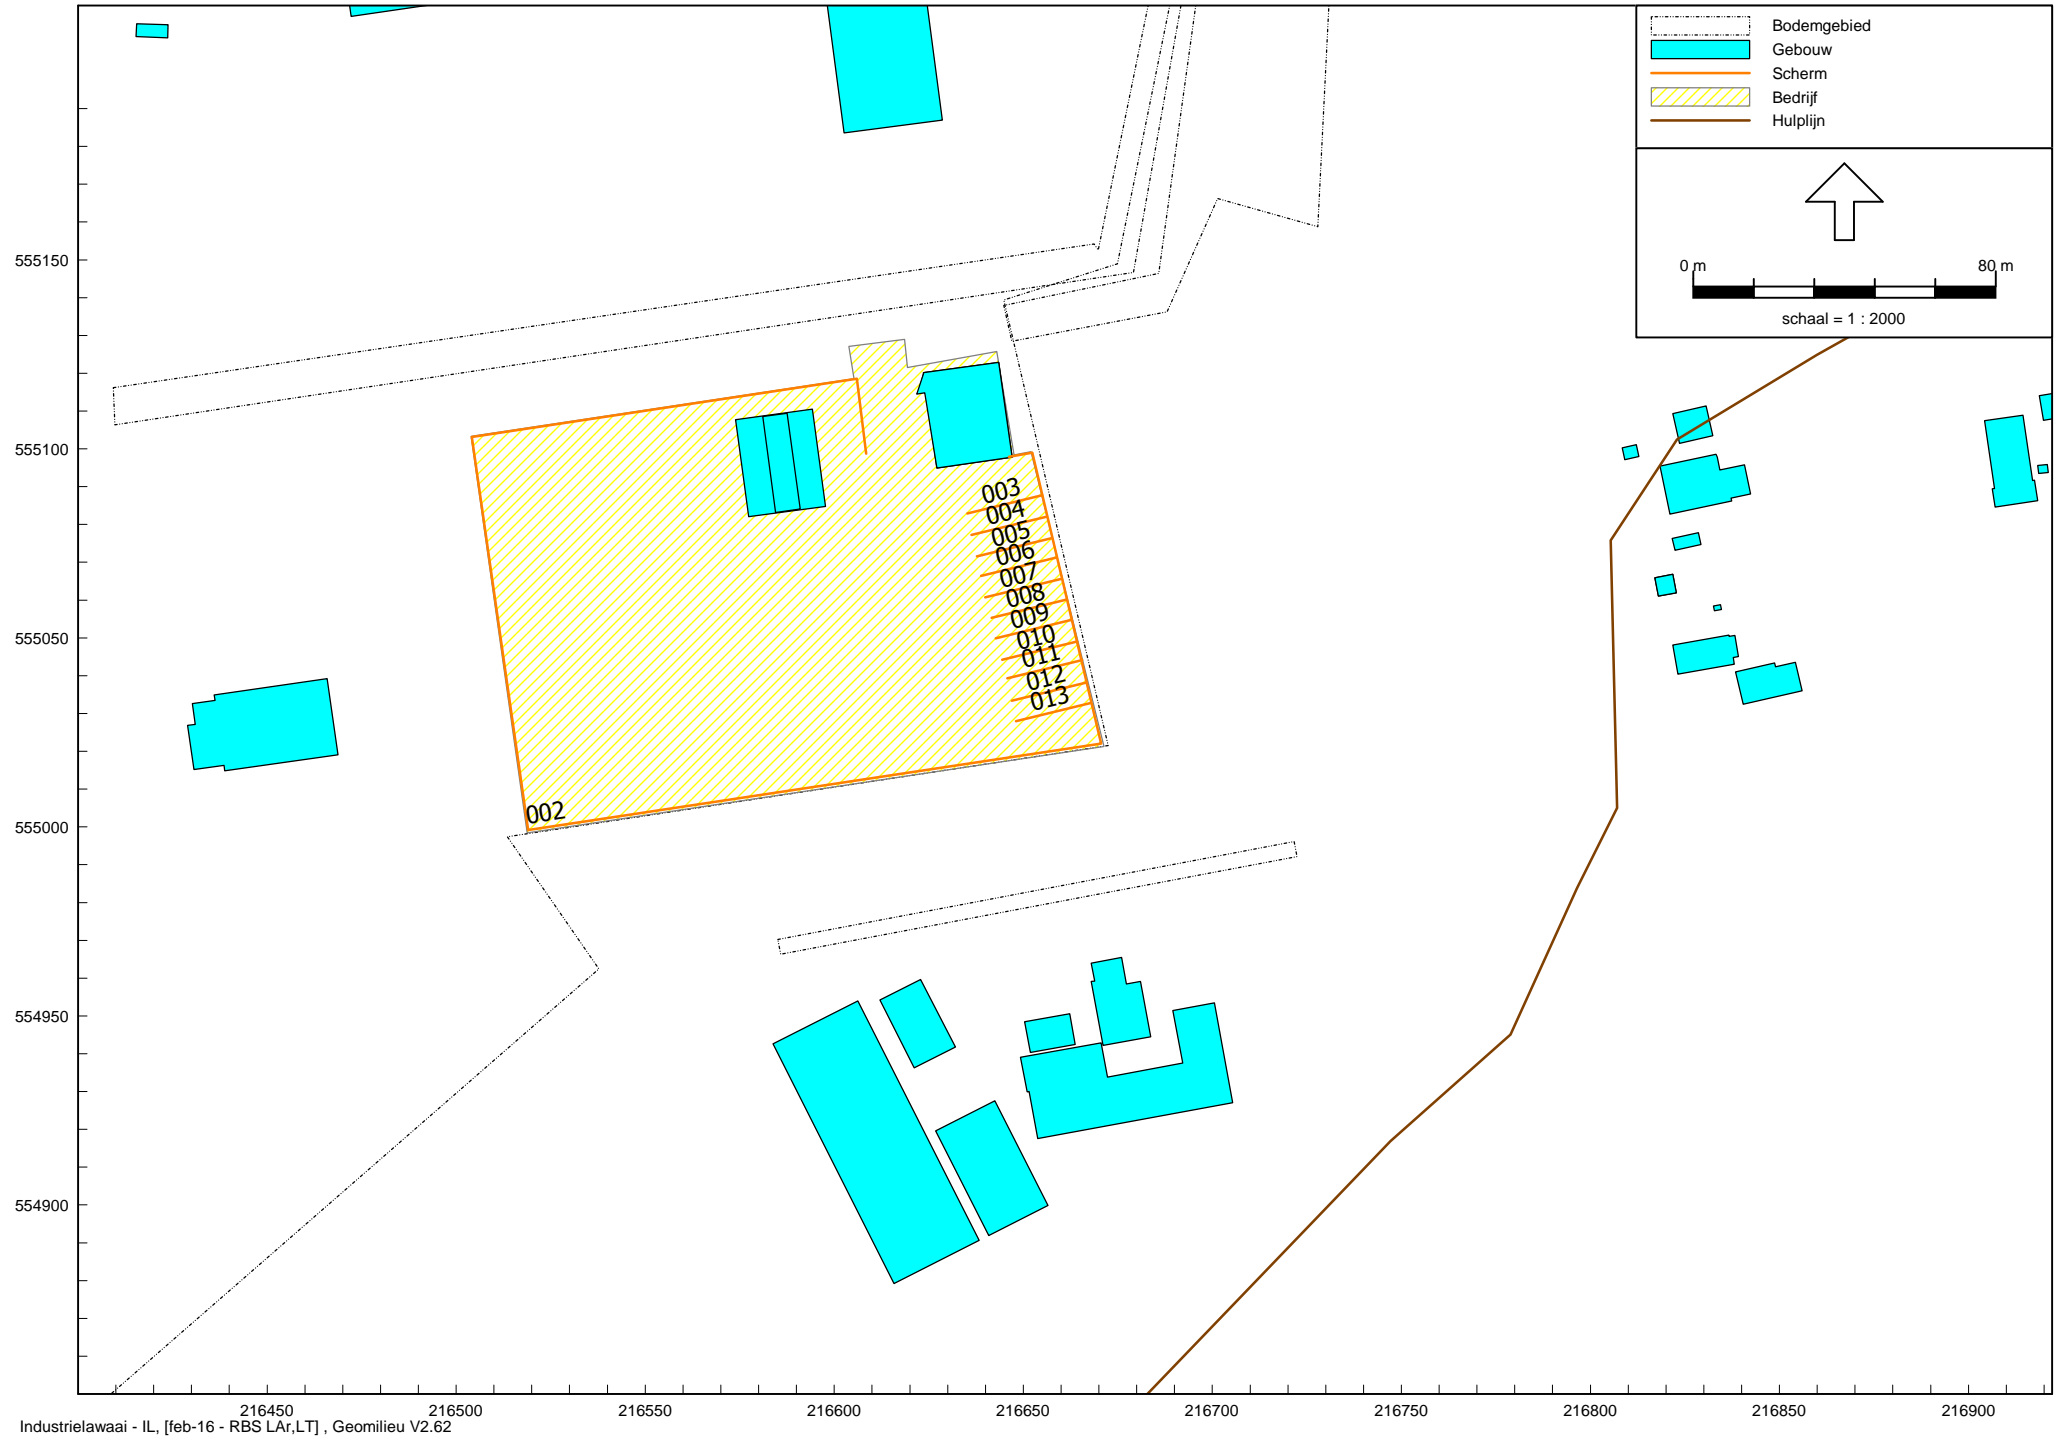 Bodemgebied
Gebouw
Scherm
Bedrijf
Hulplijn
0 m 80 m
schaal = 1 : 2000
555150
555100
555050
555000
554950
554900
003
004
005
006
007
008
009
010
011
012
013
002
216450 216500 216550 216600 216650 216700 216750 216800 216850 216900
Industrielawaai - IL, [feb-16 - RBS LAr,LT] , Geomilieu V2.62